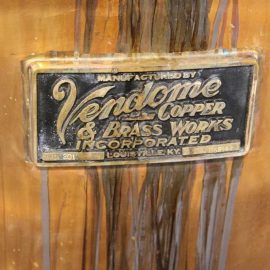 MANUFACTURED BY
Vendome
COPPER
& BRASS WORKS
INCORPORATED
LOUISVILLE, KY.